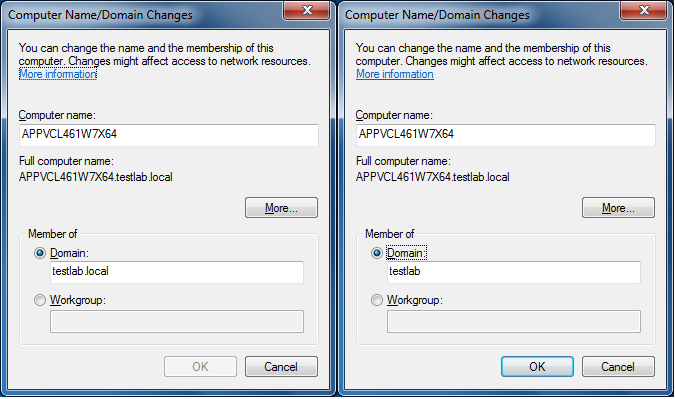 Computer Name/Domain Changes
You can change the name and the membership of this
computer. Changes might affect access to network resources.
More information
Computer name:
APPVCL461W7X64
Full computer name:
APPVCL461W7X64.testlab.local
More...
Member of
Domain:
testlab.local
Workgroup:
OK
Cancel
Computer Name/Domain Changes
You can change the name and the membership of this
computer. Changes might affect access to network resources.
More information
Computer name:
APPVCL461W7X64
Full computer name:
APPVCL461W7X64.testlab.local
More...
Member of
Domain:
testlab
Workgroup:
OK
Cancel